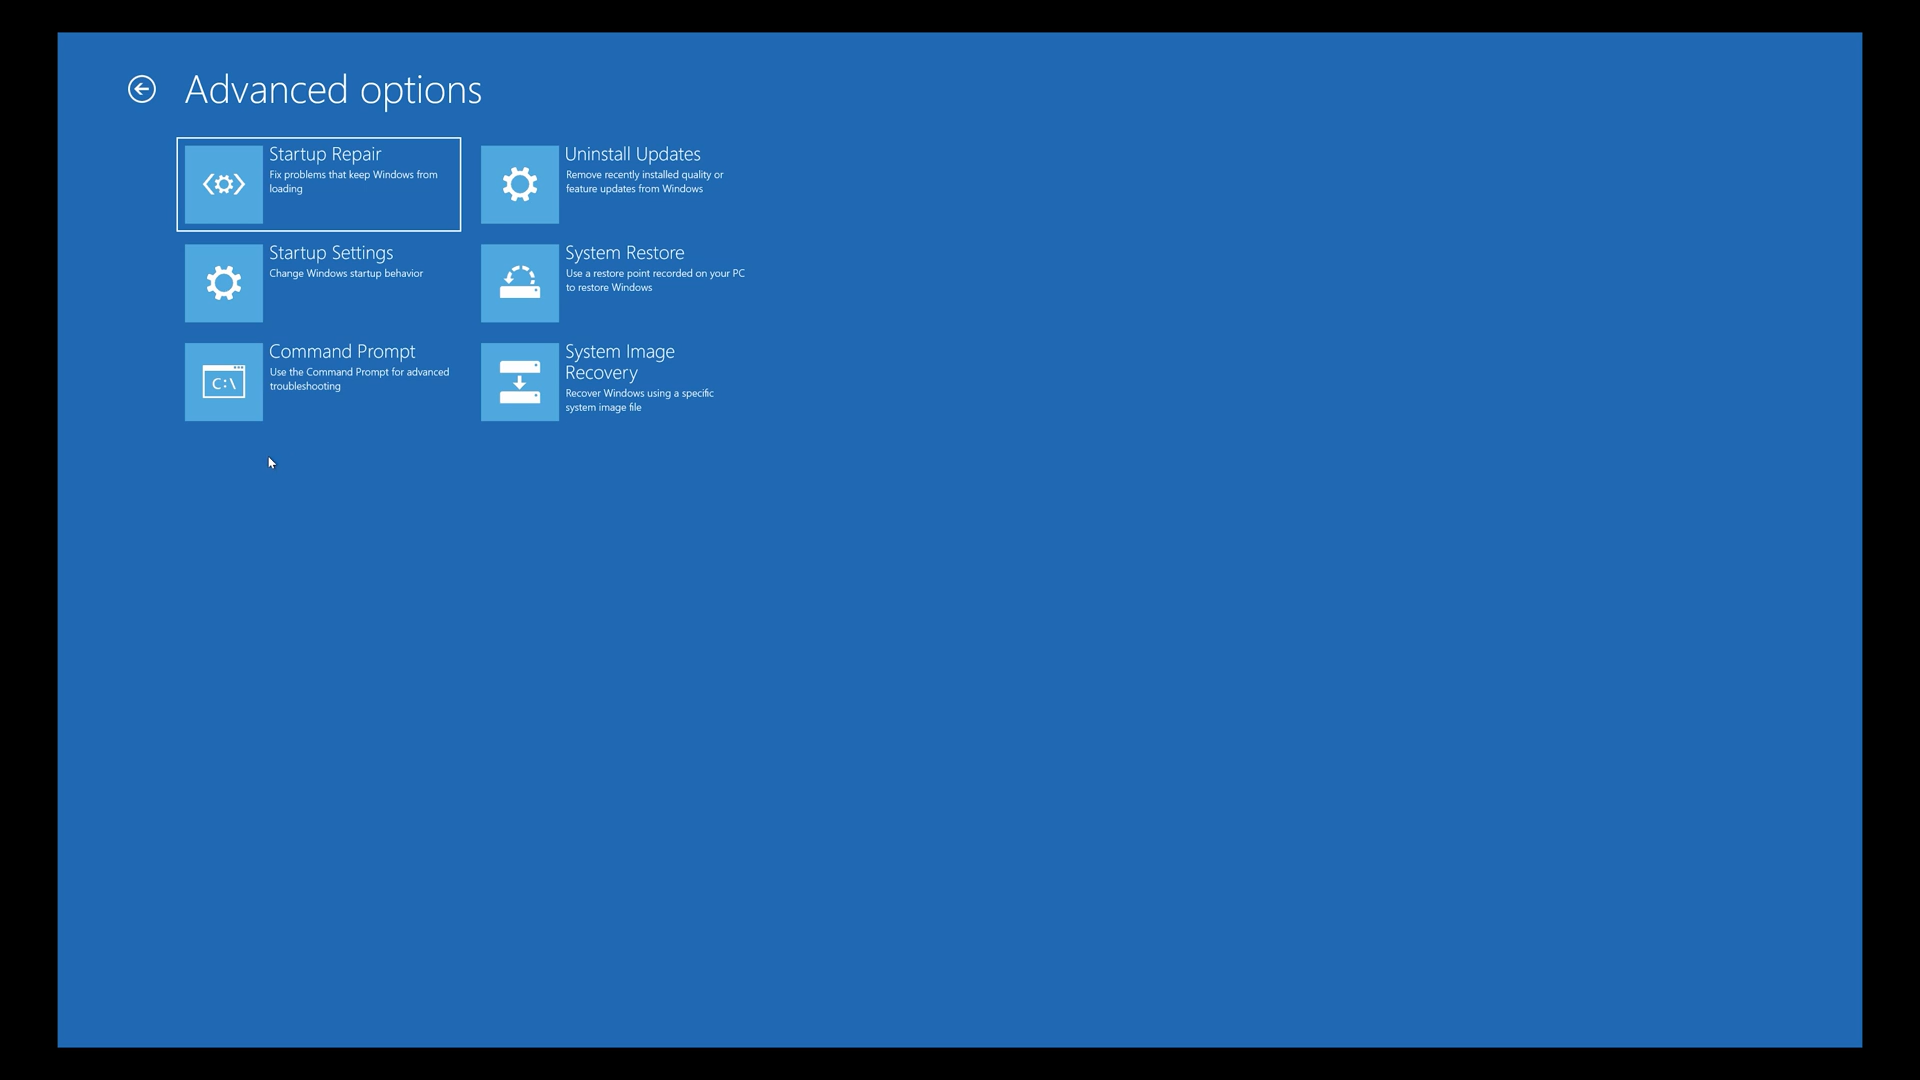 Advanced options
Startup Repair
Fix problems that keep Windows from
loading
Uninstall Updates
Remove recently installed quality or
feature updates from Windows
Startup Settings
Change Windows startup behavior
System Restore
Use a restore point recorded on your PC
to restore Windows
Command Prompt
Use the Command Prompt for advanced
troubleshooting
C:\
System Image
Recovery
Recover Windows using a specific
system image file